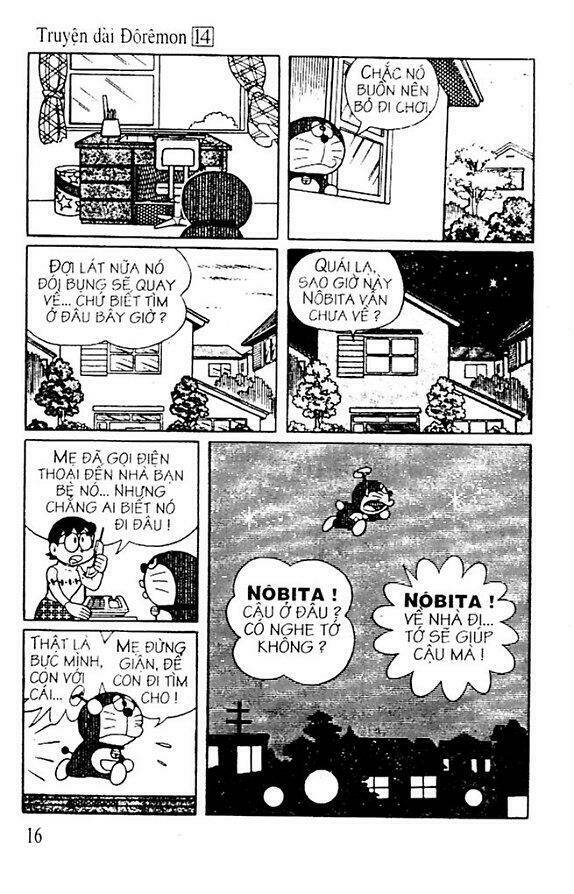 Truyện dài Đôrêmon 14
CHẮC NÓ
BUỒN NÊN
BỎ ĐI CHƠI.
ĐỢI LÁT NỮA NÓ
ĐÓI BỤNG SẼ QUAY
VỀ... CHỨ BIẾT TÌM
Ở ĐÂU BÂY GIỜ ?
QUÁI LẠ,
SAO GIỜ NÀY
NÔBITA VẪN
CHƯA VỀ ?
MẸ ĐÃ GỌI ĐIỆN
THOẠI ĐẾN NHÀ BẠN
BÈ NÓ... NHƯNG
CHẲNG AI BIẾT NÓ
ĐI ĐÂU !
THẬT LÀ
BỰC MÌNH,
CON VỚI
CÁI...
MẸ ĐỪNG
GIẬN, ĐỂ
CON ĐI TÌM
CHO !
NÔBITA !
CẬU Ở ĐÂU ?
CÓ NGHE TỚ
KHÔNG ?
NÔBITA !
VỀ NHÀ ĐI...
TỚ SẼ GIÚP
CẬU MÀ !
16